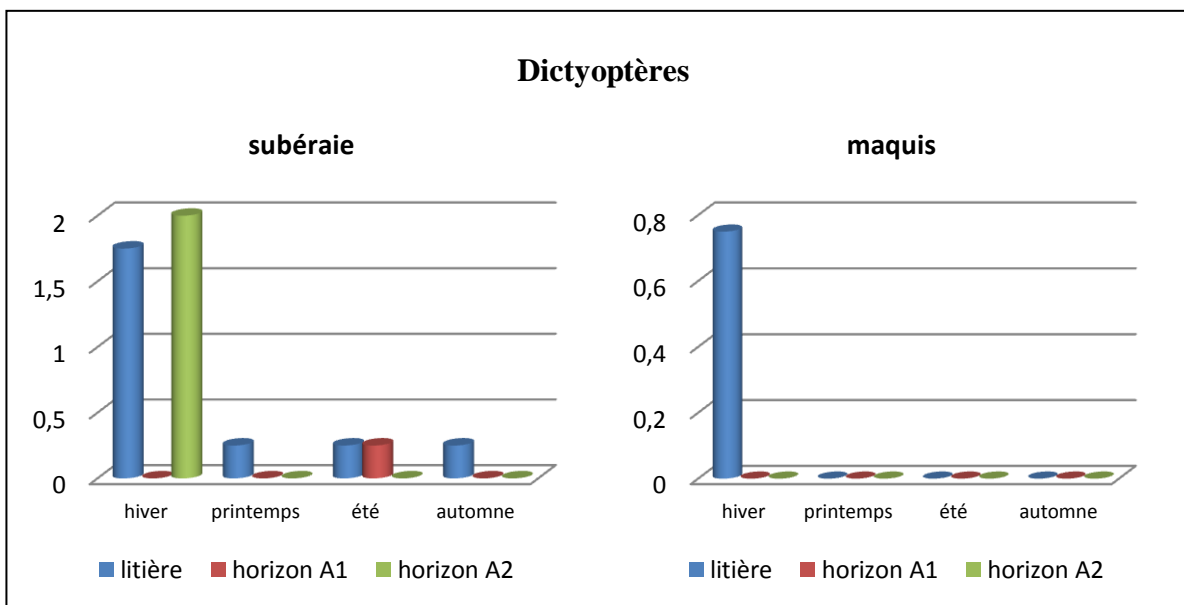 Dictyoptères
subéraie
2
1,5
1
0,5
0
hiver printemps été automne
litière horizon A1 horizon A2
maquis
0,8
0,6
0,4
0,2
0
hiver printemps été automne
litière horizon A1 horizon A2